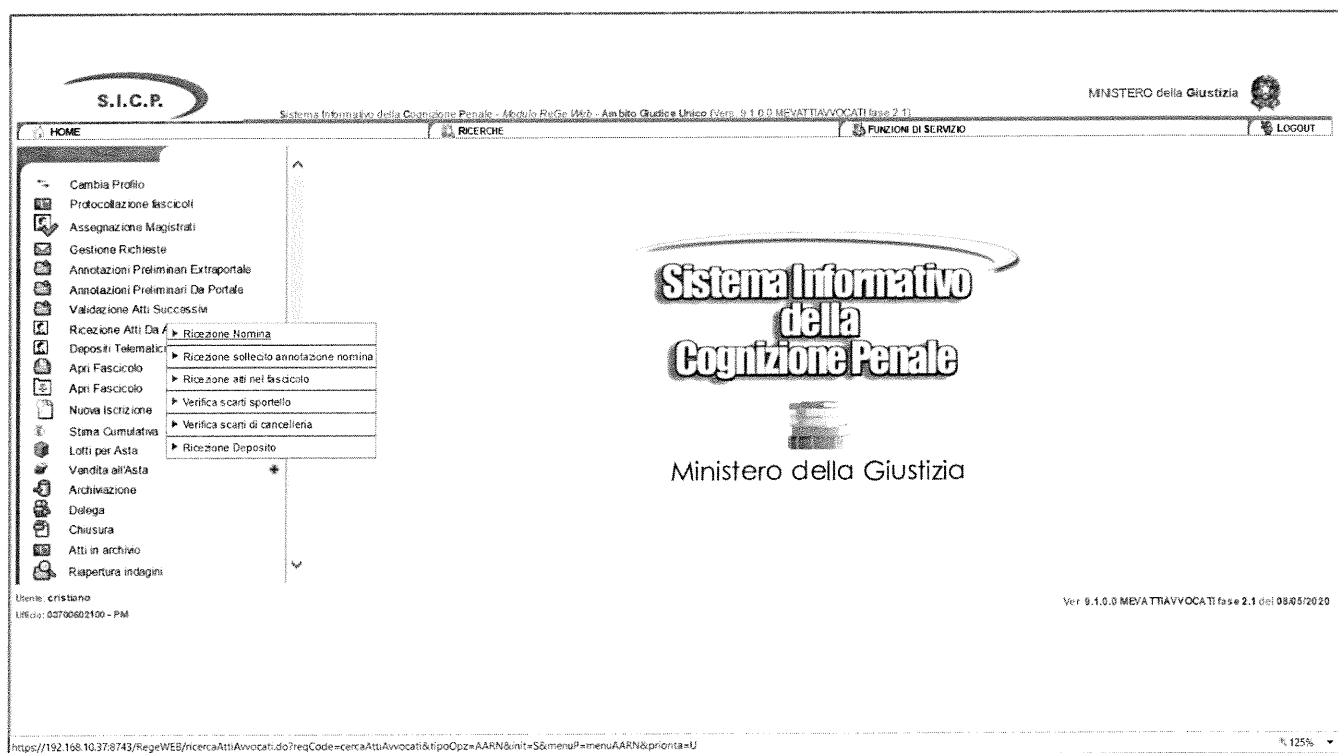 S.I.C.P.
MINISTERO della Giustizia
Sistema Informativo della Cognizione Penale - Modulo ReGe Web - Ambito Giudice Unico (Vers. 9.1.0.0 MEVATTIAVVOCATI fase 2.1)
HOME
RICERCHE
FUNZIONI DI SERVIZIO
LOGOUT
Cambia Profilo
Protocollazione fascicoli
Assegnazione Magistrati
Gestione Richieste
Annotazioni Preliminari Extraportale
Annotazioni Preliminari Da Portale
Validazione Atti Successivi
Ricezione Atti Da A
Depositi Telematici
Apri Fascicolo
Apri Fascicolo
Nuova Iscrizione
Stima Cumulativa
Lotti per Asta
Vendita all'Asta
Archiviazione
Delega
Chiusura
Atti in archivio
Riapertura indagini
Ricezione Nomina
Ricezione sollecito annotazione nomina
Ricezione atti nel fascicolo
Verifica scarti sportello
Verifica scarti di cancelleria
Ricezione Deposito
Sistema Informativo
della
Cognizione Penale
Ministero della Giustizia
Utente: cristiano
Ufficio: 03700602100 - PM
Ver 9.1.0.0 MEVATTIAVVOCATI fase 2.1 del 08/05/2020
https://192.168.10.37:8743/RegeWEB/ricercaAttiAvvocati.do?reqCode=cercaAttiAvvocati&tipoOpz=AARN&init=S&menuP=menuAARN&priorita=U
125%